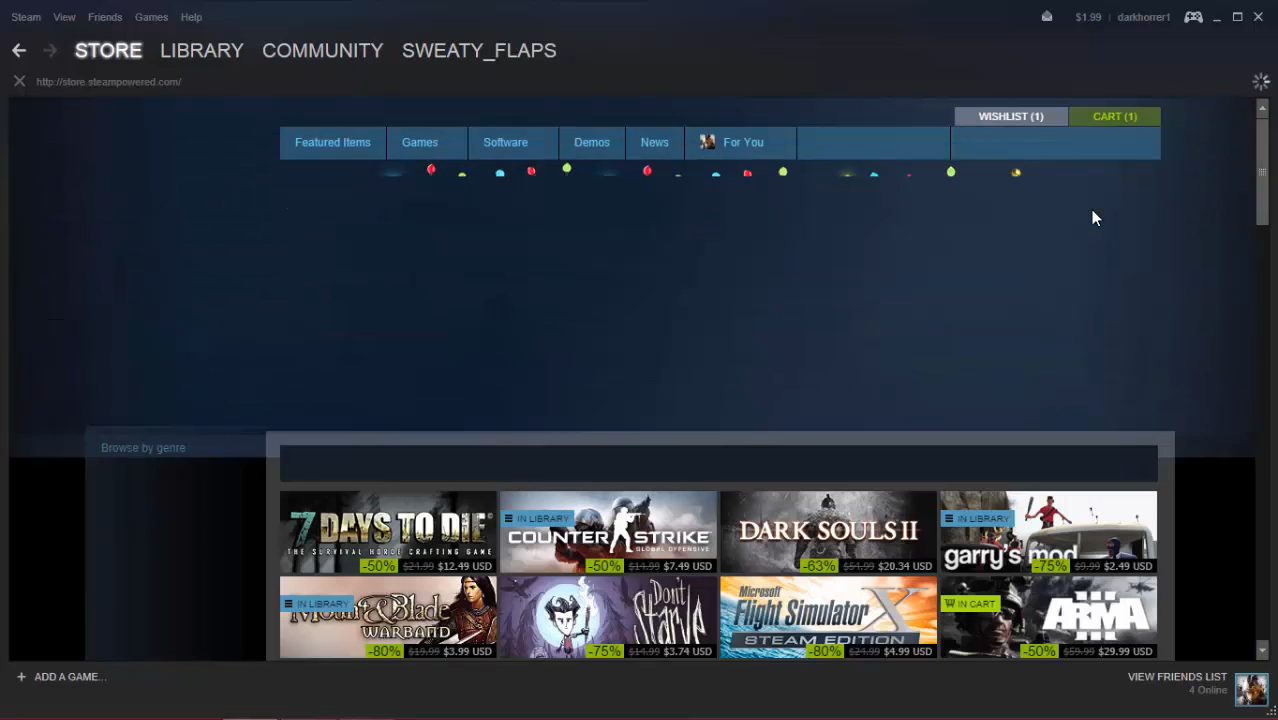 Steam View Friends Games Help $1.99 darkhorrer1
STORE LIBRARY COMMUNITY SWEATY_FLAPS
http://store.steampowered.com/
WISHLIST (1) CART (1)
Featured Items Games Software Demos News For You
Browse by genre
7 DAYS TO DIE
THE SURVIVAL HORDE CRAFTING GAME
-50% $24.99 $12.49 USD
IN LIBRARY
COUNTER STRIKE
GLOBAL OFFENSIVE
-50% $14.99 $7.49 USD
DARK SOULS II
-63% $54.99 $20.34 USD
IN LIBRARY
garry's mod
-75% $9.99 $2.49 USD
IN LIBRARY
Mount & Blade
WARBAND
-80% $19.99 $3.99 USD
Don't
Starve
-75% $14.99 $3.74 USD
Microsoft
Flight Simulator X
STEAM EDITION
-80% $24.99 $4.99 USD
IN CART
ARMA III
-50% $59.99 $29.99 USD
+ ADD A GAME...
VIEW FRIENDS LIST
4 Online